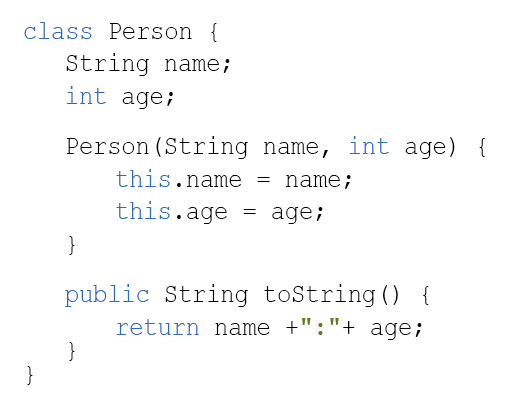 class Person {
String name;
int age;
Person(String name, int age) {
this.name = name;
this.age = age;
}
public String toString() {
return name +":"+ age;
}
}